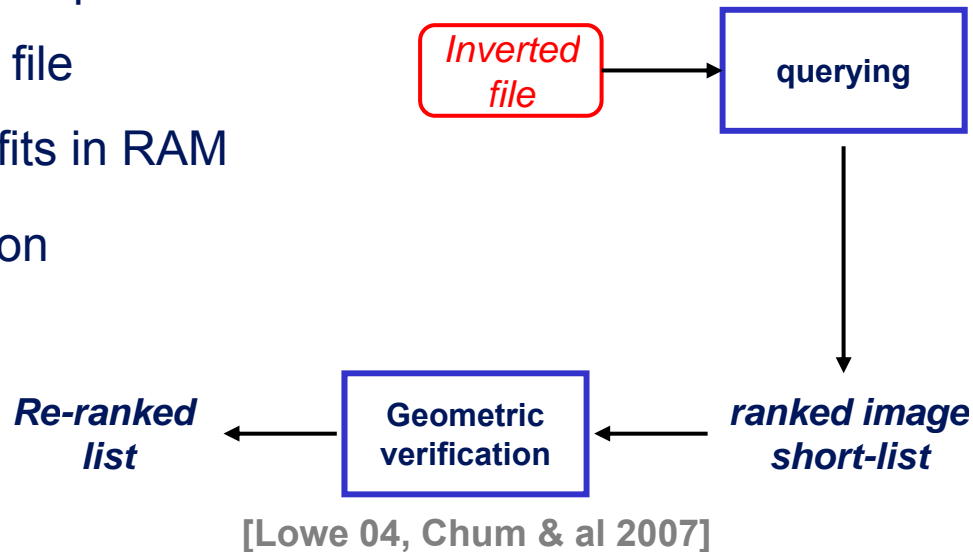 file
fits in RAM
on
Inverted
file
querying
ranked image
short-list
Geometric
verification
Re-ranked
list
[Lowe 04, Chum & al 2007]